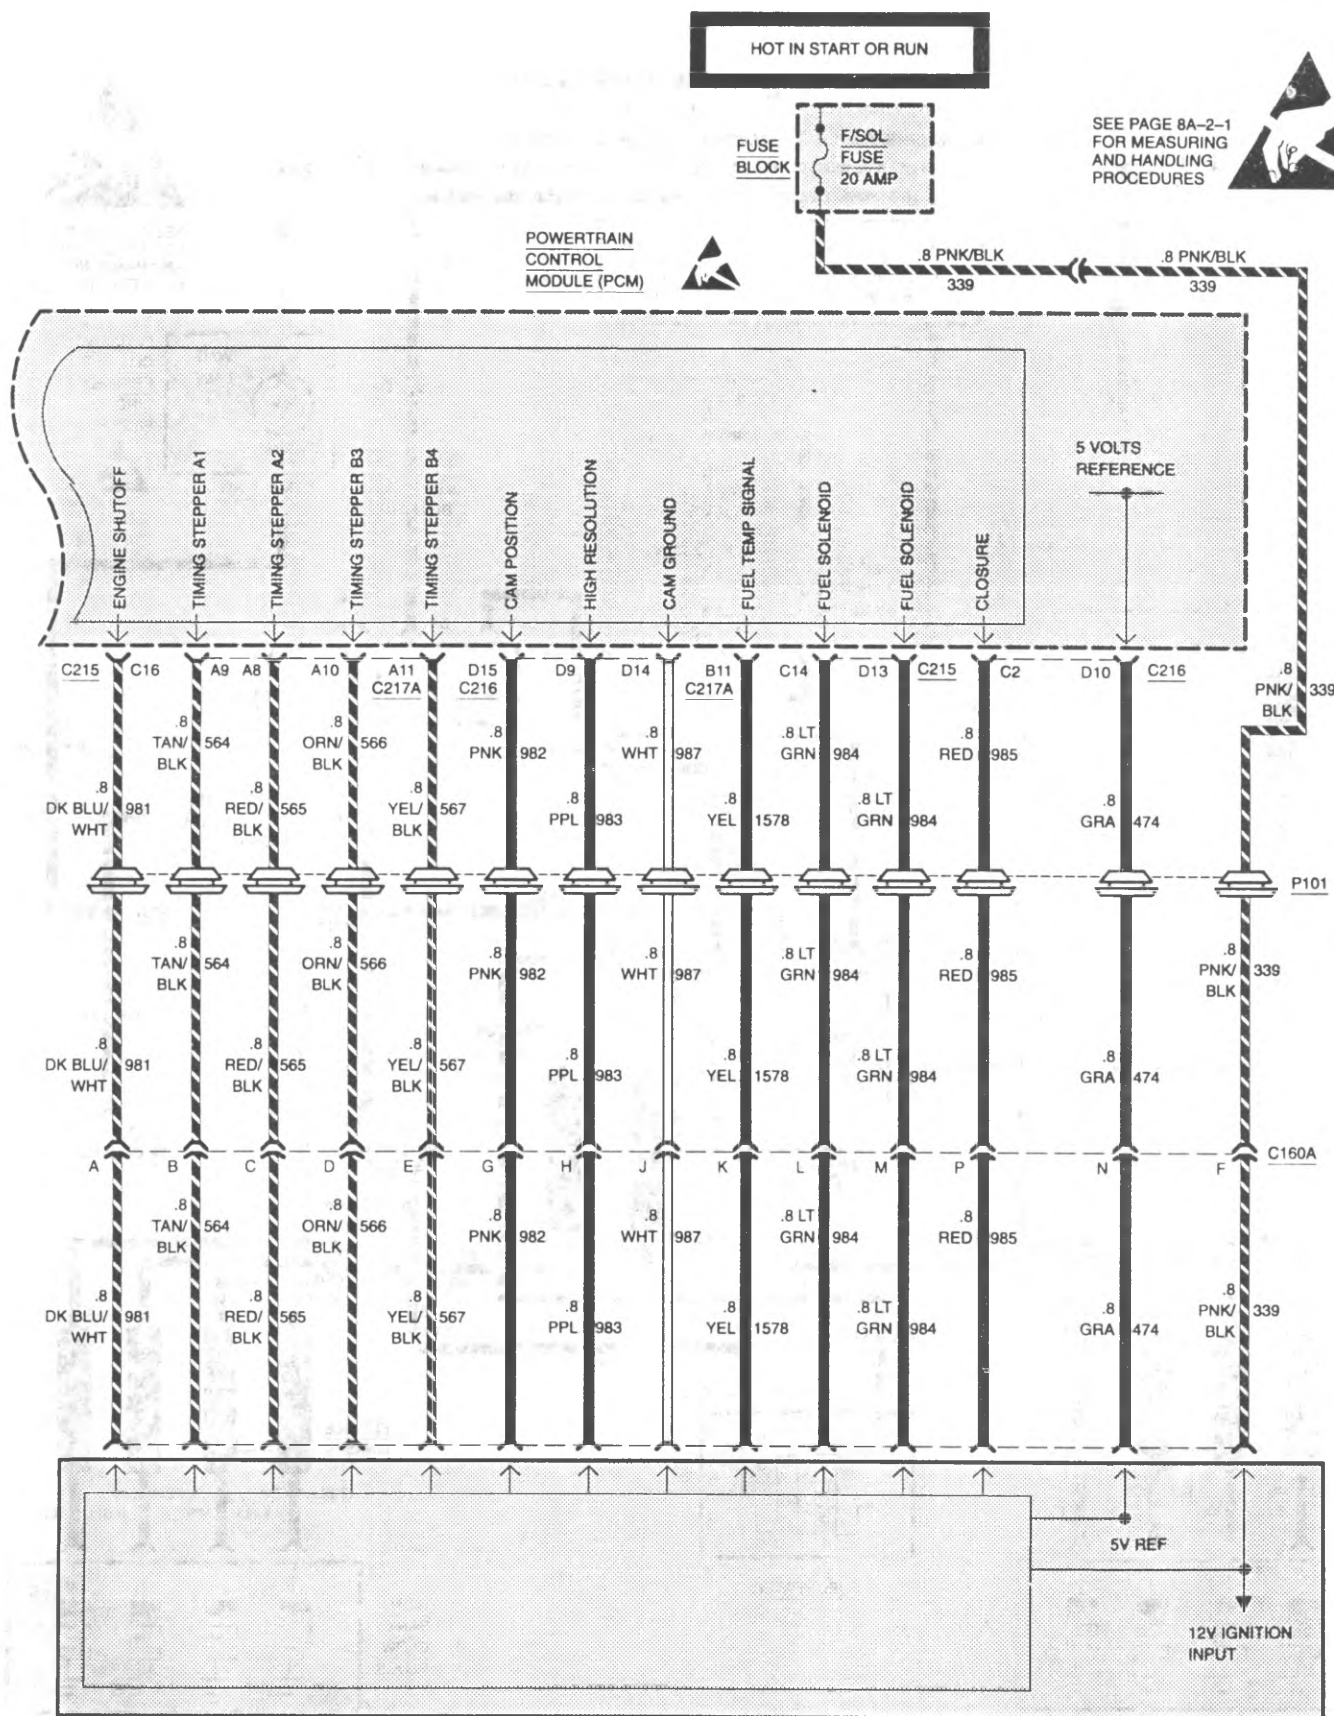 HOT IN START OR RUN
FUSE
BLOCK
F/SOL
FUSE
20 AMP
SEE PAGE 8A–2–1
FOR MEASURING
AND HANDLING
PROCEDURES
POWERTRAIN
CONTROL
MODULE (PCM)
.8 PNK/BLK
339
.8 PNK/BLK
339
ENGINE SHUTOFF
TIMING STEPPER A1
TIMING STEPPER A2
TIMING STEPPER B3
TIMING STEPPER B4
CAM POSITION
HIGH RESOLUTION
CAM GROUND
FUEL TEMP SIGNAL
FUEL SOLENOID
FUEL SOLENOID
CLOSURE
5 VOLTS
REFERENCE
C215 C16 A9 A8 A10 A11 D15 D9 D14 B11 C14 D13 C215 C2 D10 C216
C217A C216 C217A
.8
PNK/
BLK
339
.8
TAN/
BLK
564
.8
ORN/
BLK
566
.8
PNK
982
.8
WHT
987
.8 LT
GRN
984
.8
RED
985
.8
DK BLU/
WHT
981
.8
RED/
BLK
565
.8
YEL/
BLK
567
.8
PPL
983
.8
YEL
1578
.8 LT
GRN
984
.8
GRA
474
P101
.8
TAN/
BLK
564
.8
ORN/
BLK
566
.8
PNK
982
.8
WHT
987
.8 LT
GRN
984
.8
RED
985
.8
PNK/
BLK
339
.8
DK BLU/
WHT
981
.8
RED/
BLK
565
.8
YEL/
BLK
567
.8
PPL
983
.8
YEL
1578
.8 LT
GRN
984
.8
GRA
474
A B C D E G H J K L M P N F C160A
.8
TAN/
BLK
564
.8
ORN/
BLK
566
.8
PNK
982
.8
WHT
987
.8 LT
GRN
984
.8
RED
985
.8
DK BLU/
WHT
981
.8
RED/
BLK
565
.8
YEL/
BLK
567
.8
PPL
983
.8
YEL
1578
.8 LT
GRN
984
.8
GRA
474
.8
PNK/
BLK
339
5V REF
12V IGNITION
INPUT